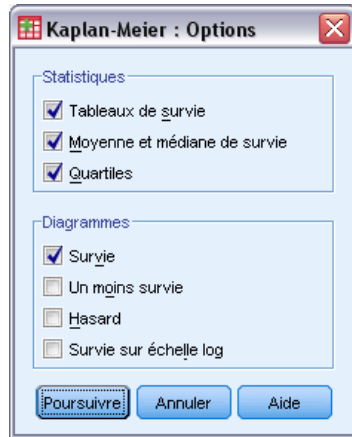 Kaplan-Meier : Options
Statistiques
Tableaux de survie
Moyenne et médiane de survie
Quartiles
Diagrammes
Survie
Un moins survie
Hasard
Survie sur échelle log
Poursuivre Annuler Aide